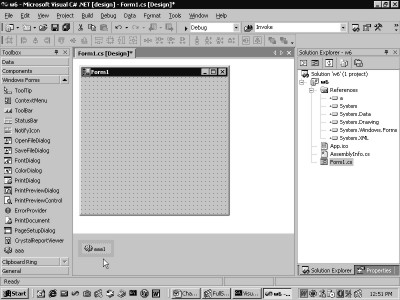 w6 - Microsoft Visual C# .NET [design] - Form1.cs [Design]*
File Edit View Project Build Debug Data Format Tools Window Help
Debug
Invoke
Toolbox
Data
Components
Windows Forms
ToolTip
ContextMenu
ToolBar
StatusBar
NotifyIcon
OpenFileDialog
SaveFileDialog
FontDialog
ColorDialog
PrintDialog
PrintPreviewDialog
PrintPreviewControl
ErrorProvider
PrintDocument
PageSetupDialog
CrystalReportViewer
aaa
Clipboard Ring
General
Form1.cs [Design]*
Form1
aaa1
Solution Explorer - w6
Solution 'w6' (1 project)
w6
References
a
System
System.Data
System.Drawing
System.Windows.Forms
System.XML
App.ico
AssemblyInfo.cs
Form1.cs
Solution Explorer
Properties
Ready
Start
Cha
FullS
Visu
w6
12:51 PM